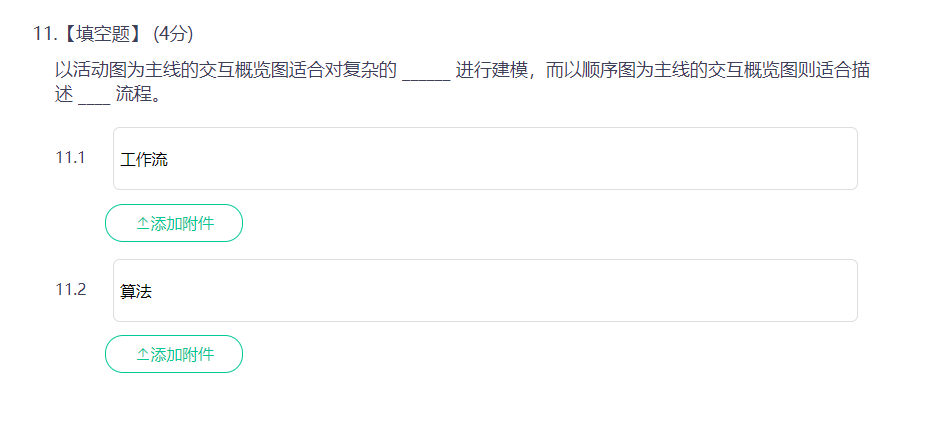 11.【填空题】 (4分)
以活动图为主线的交互概览图适合对复杂的 ______ 进行建模，而以顺序图为主线的交互概览图则适合描
述 ____ 流程。
11.1
工作流
添加附件
11.2
算法
添加附件